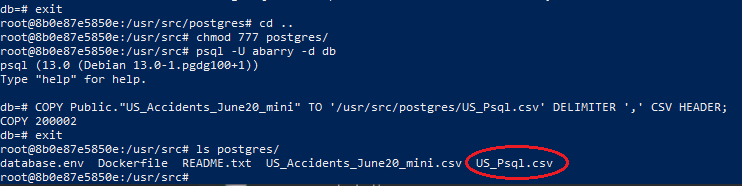 db=# exit
root@8b0e87e5850e:/usr/src/postgres# cd ..
root@8b0e87e5850e:/usr/src# chmod 777 postgres/
root@8b0e87e5850e:/usr/src# psql -U abarry -d db
psql (13.0 (Debian 13.0-1.pgdg100+1))
Type "help" for help.
db=# COPY Public."US_Accidents_June20_mini" TO '/usr/src/postgres/US_Psql.csv' DELIMITER ',' CSV HEADER;
COPY 200002
db=# exit
root@8b0e87e5850e:/usr/src# ls postgres/
database.env  Dockerfile  README.txt  US_Accidents_June20_mini.csv  US_Psql.csv
root@8b0e87e5850e:/usr/src#